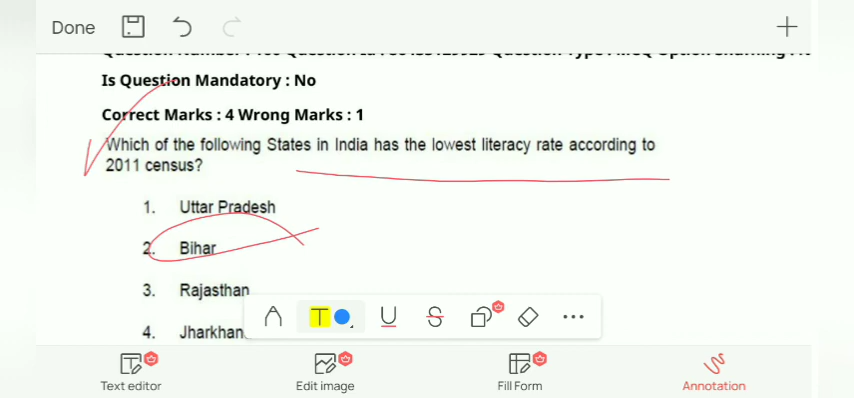 Done
Is Question Mandatory : No
Correct Marks : 4 Wrong Marks : 1
Which of the following States in India has the lowest literacy rate according to
2011 census?
1. Uttar Pradesh
2. Bihar
3. Rajasthan
4. Jharkhan
Text editor
Edit image
Fill Form
Annotation